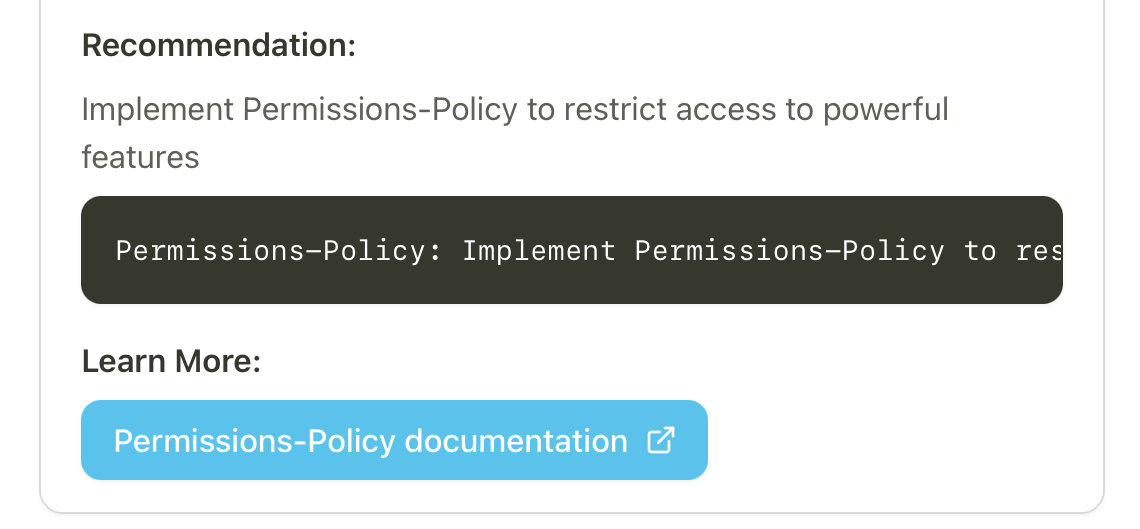 Recommendation:
Implement Permissions-Policy to restrict access to powerful
features
Permissions-Policy: Implement Permissions-Policy to res
Learn More:
Permissions-Policy documentation